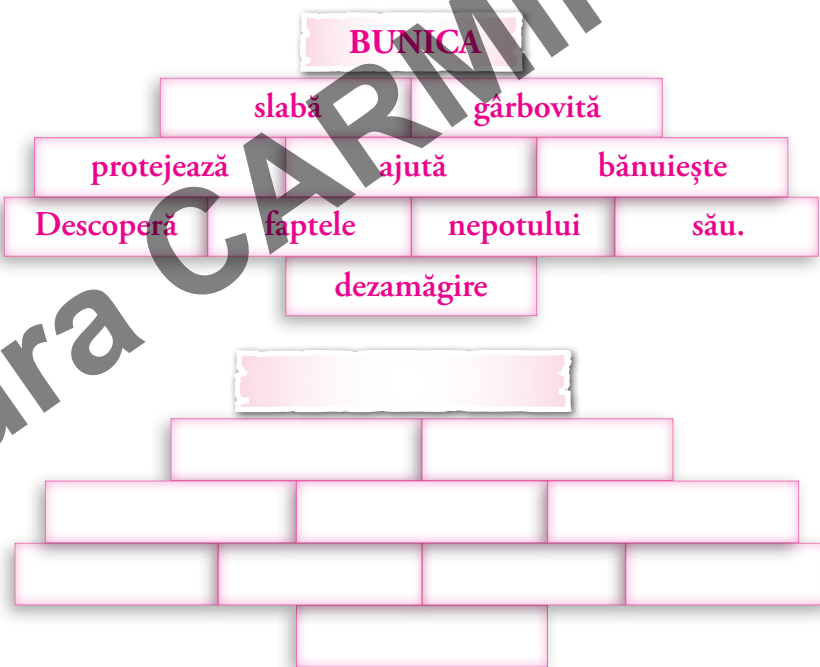 BUNICA
slabă gârbovită
protejează ajută bănuiește
Descoperă faptele nepotului său.
dezamăgire